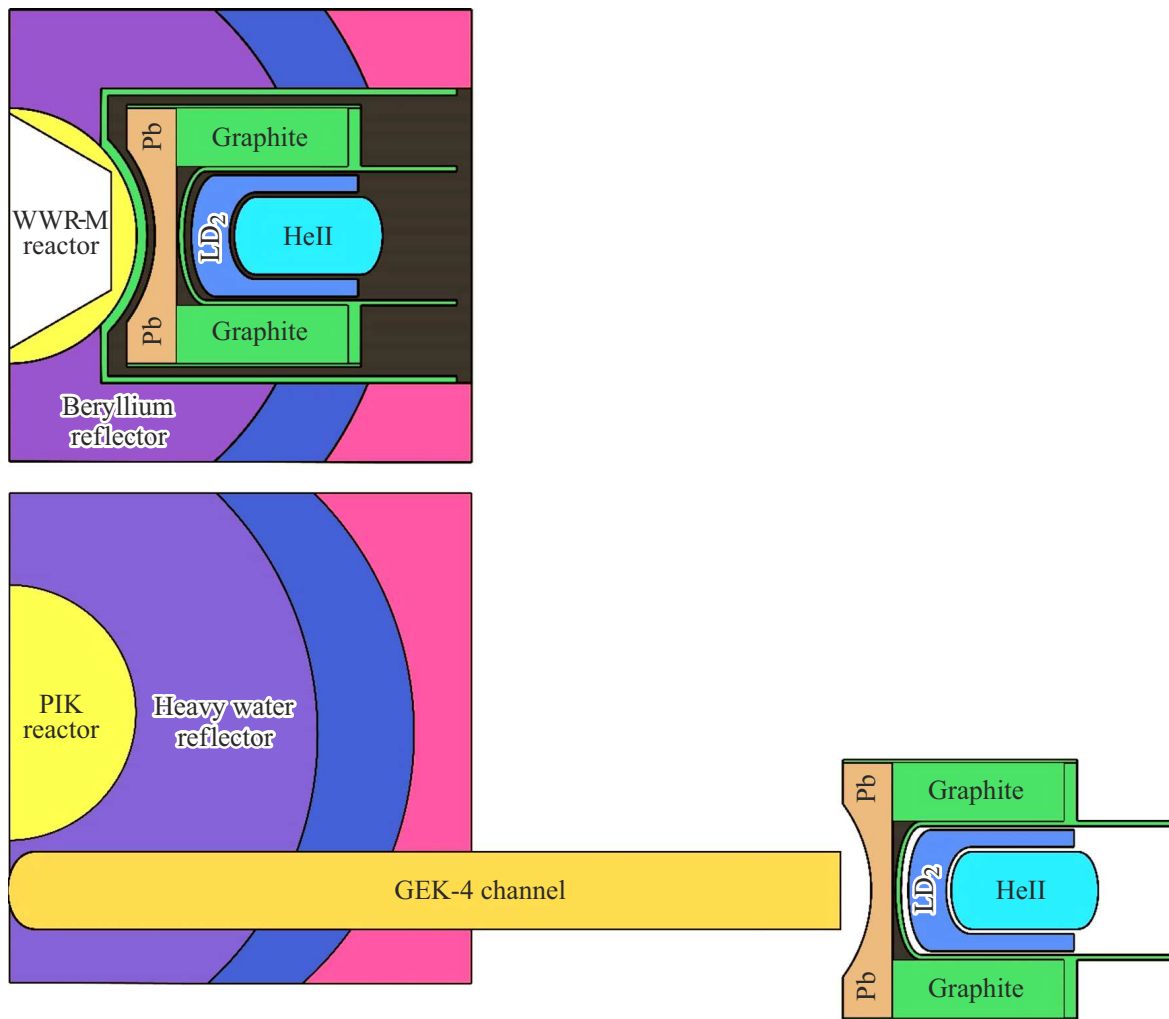 Pb
Graphite
WWR-M
reactor
LD2
HeII
Pb
Graphite
Beryllium
reflector
PIK
reactor
Heavy water
reflector
GEK-4 channel
Pb
Graphite
LD2
HeII
Pb
Graphite